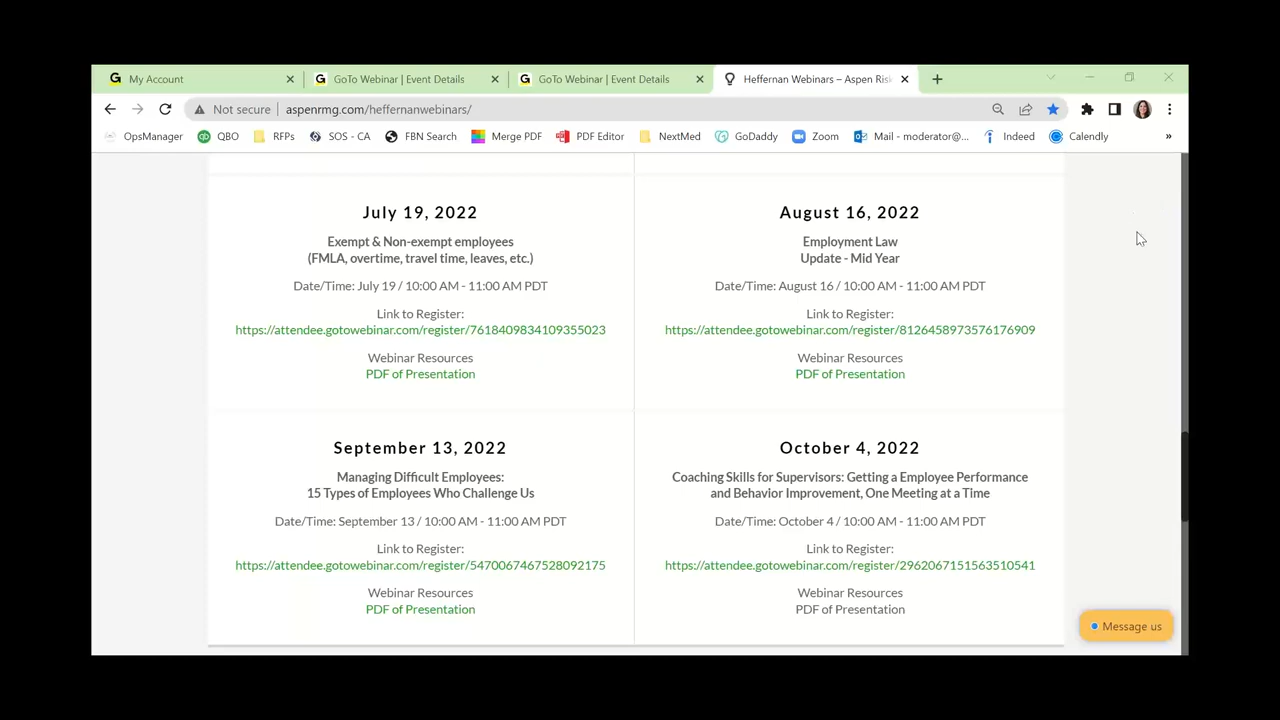 My Account
GoTo Webinar | Event Details
GoTo Webinar | Event Details
Heffernan Webinars – Aspen Risk
Not secure
aspenrmg.com/heffernanwebinars/
OpsManager
QBO
RFPs
SOS - CA
FBN Search
Merge PDF
PDF Editor
NextMed
GoDaddy
Zoom
Mail - moderator@...
Indeed
Calendly
»
July 19, 2022
Exempt & Non-exempt employees
(FMLA, overtime, travel time, leaves, etc.)
Date/Time: July 19 / 10:00 AM - 11:00 AM PDT
Link to Register:
https://attendee.gotowebinar.com/register/7618409834109355023
Webinar Resources
PDF of Presentation
August 16, 2022
Employment Law
Update - Mid Year
Date/Time: August 16 / 10:00 AM - 11:00 AM PDT
Link to Register:
https://attendee.gotowebinar.com/register/8126458973576176909
Webinar Resources
PDF of Presentation
September 13, 2022
Managing Difficult Employees:
15 Types of Employees Who Challenge Us
Date/Time: September 13 / 10:00 AM - 11:00 AM PDT
Link to Register:
https://attendee.gotowebinar.com/register/5470067467528092175
Webinar Resources
PDF of Presentation
October 4, 2022
Coaching Skills for Supervisors: Getting a Employee Performance
and Behavior Improvement, One Meeting at a Time
Date/Time: October 4 / 10:00 AM - 11:00 AM PDT
Link to Register:
https://attendee.gotowebinar.com/register/2962067151563510541
Webinar Resources
PDF of Presentation
Message us